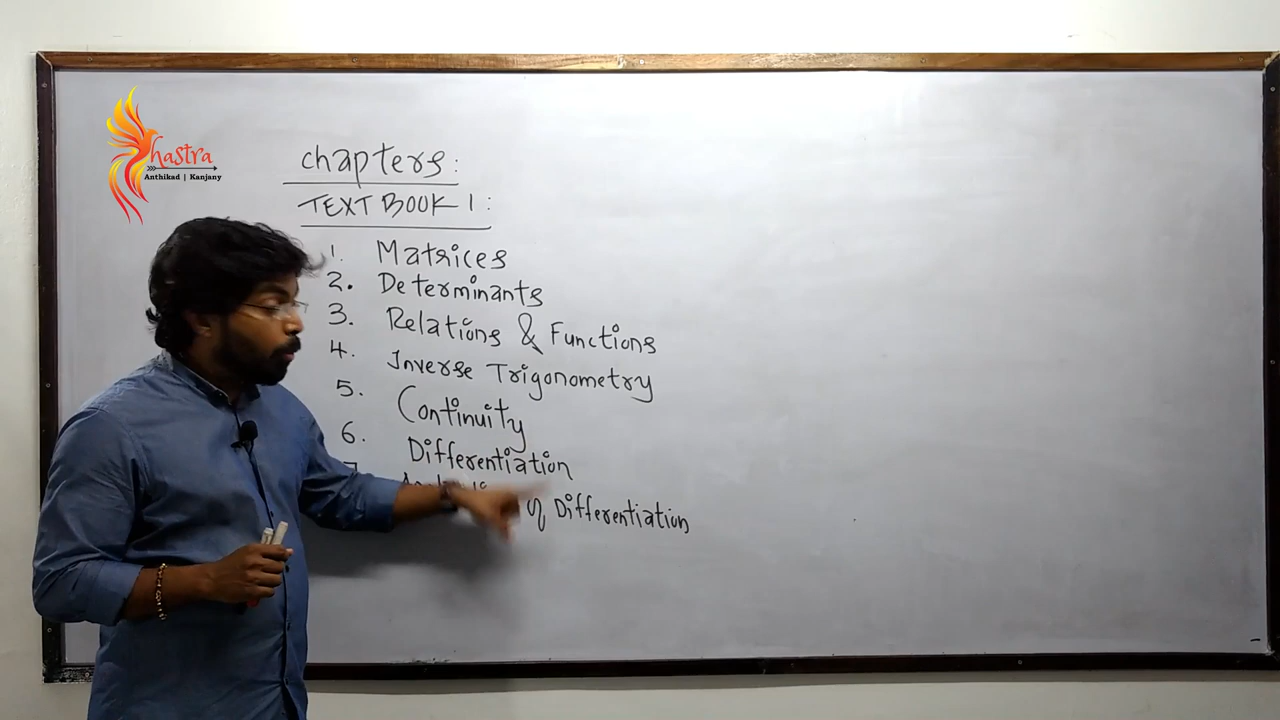 hastra
Anthikad | Kanjany
Chapters:
TEXT BOOK 1:
1. Matrices
2. Determinants
3. Relations & Functions
4. Inverse Trigonometry
5. Continuity
6. Differentiation
7. of Differentiation